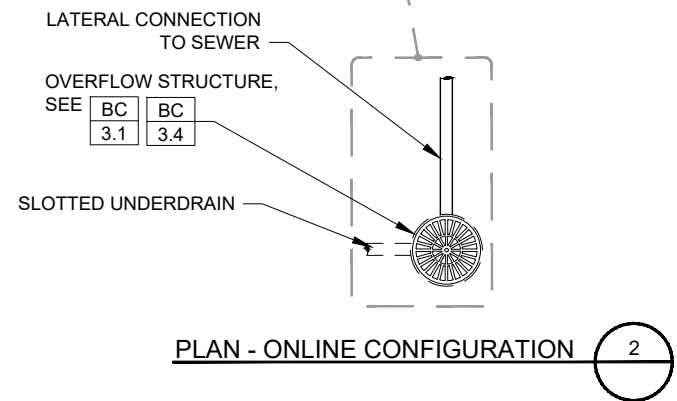 LATERAL CONNECTION
TO SEWER
OVERFLOW STRUCTURE,
SEE BC 3.1 BC 3.4
SLOTTED UNDERDRAIN
PLAN - ONLINE CONFIGURATION 2